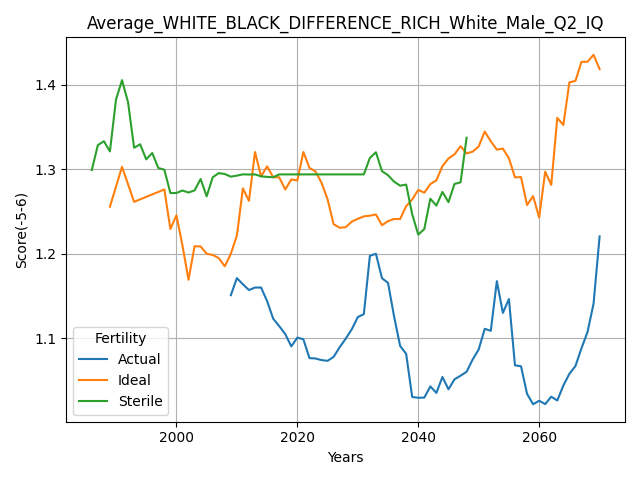 Average_WHITE_BLACK_DIFFERENCE_RICH_White_Male_Q2_IQ
Score(-5-6)
1.4
1.3
1.2
1.1
Fertility
Actual
Ideal
Sterile
2000 2020 2040 2060
Years